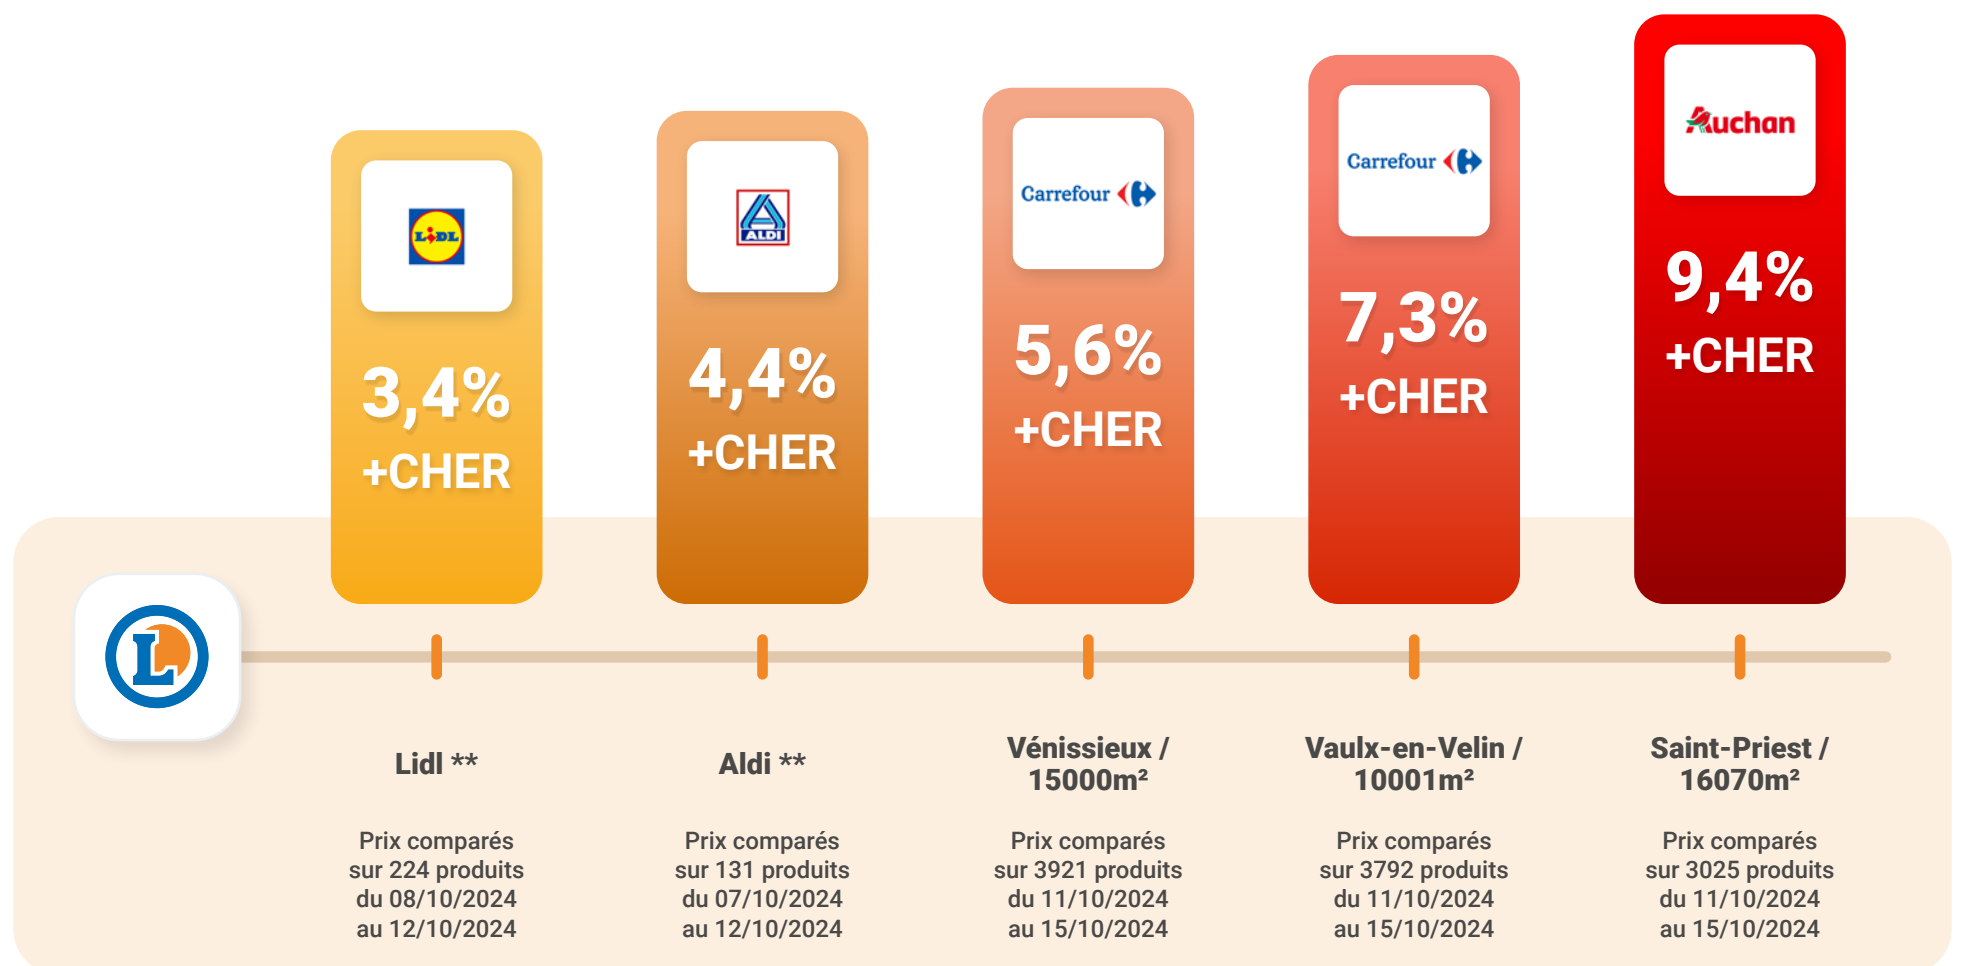 LIDL
3,4%
+CHER
ALDI
4,4%
+CHER
Carrefour
5,6%
+CHER
Carrefour
7,3%
+CHER
Auchan
9,4%
+CHER
L
Lidl **
Prix comparés
sur 224 produits
du 08/10/2024
au 12/10/2024
Aldi **
Prix comparés
sur 131 produits
du 07/10/2024
au 12/10/2024
Vénissieux /
15000m²
Prix comparés
sur 3921 produits
du 11/10/2024
au 15/10/2024
Vaulx-en-Velin /
10001m²
Prix comparés
sur 3792 produits
du 11/10/2024
au 15/10/2024
Saint-Priest /
16070m²
Prix comparés
sur 3025 produits
du 11/10/2024
au 15/10/2024